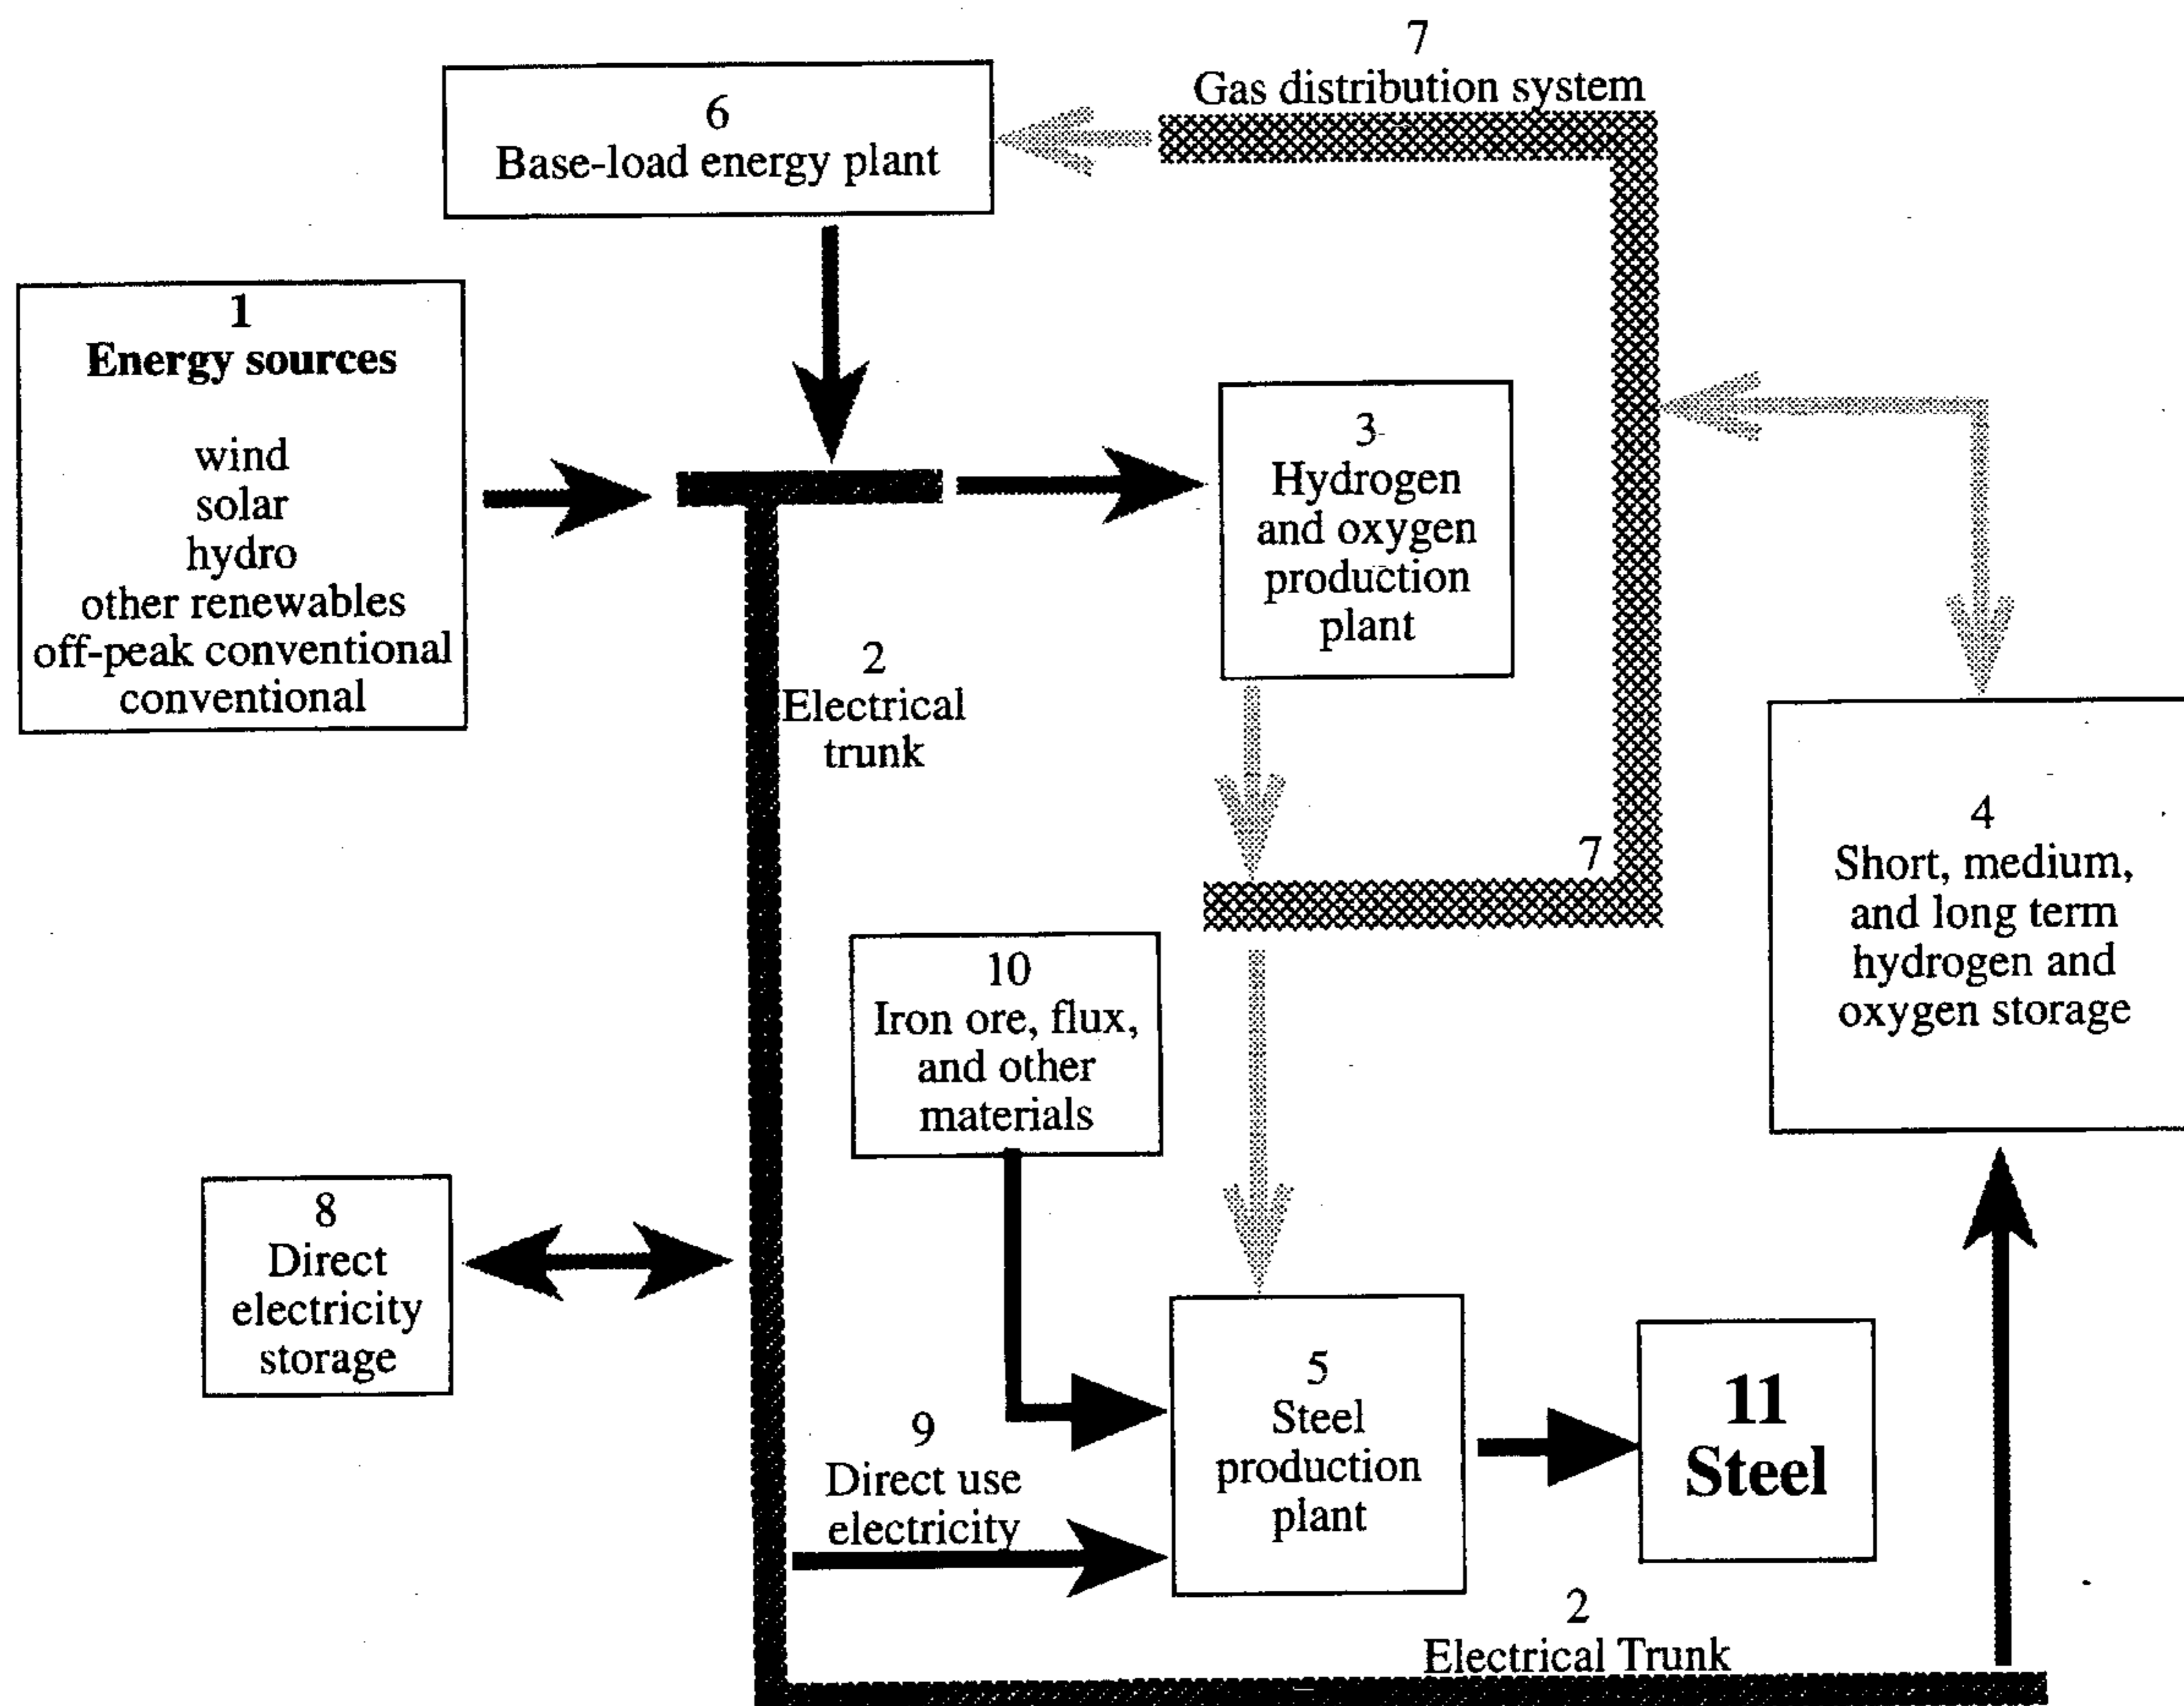 7
Gas distribution system
6
Base-load energy plant
1
Energy sources
wind
solar
hydro
other renewables
off-peak conventional
conventional
3
Hydrogen
and oxygen
production
plant
2
Electrical
trunk
7
4
Short, medium,
and long term
hydrogen and
oxygen storage
10
Iron ore, flux,
and other
materials
8
Direct
electricity
storage
9
Direct use
electricity
5
Steel
production
plant
11
Steel
2
Electrical Trunk